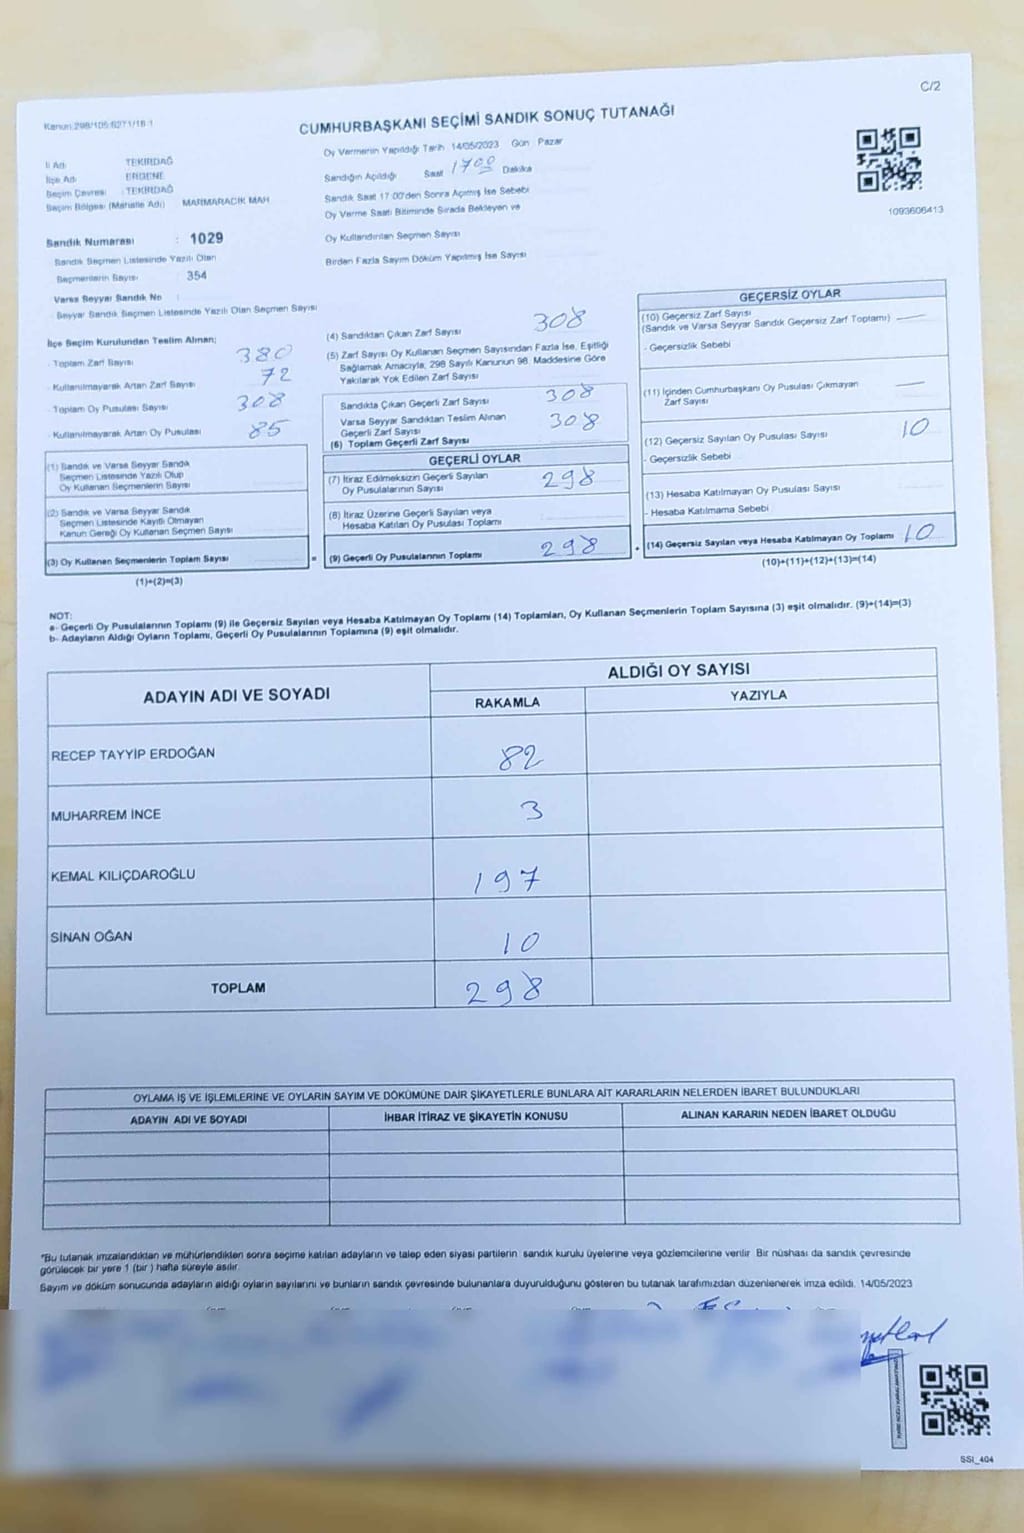 C/2
Kanun:298/105;6271/18.1
CUMHURBAŞKANI SEÇİMİ SANDIK SONUÇ TUTANAĞI
İl Adı : TEKİRDAĞ
İlçe Adı : ERGENE
Seçim Çevresi : TEKİRDAĞ
Seçim Bölgesi (Mahalle Adı) MARMARACIK MAH
Sandık Numarası : 1029
Sandık Seçmen Listesinde Yazılı Olan
Seçmenlerin Sayısı : 354
Varsa Seyyar Sandık No :
Seyyar Sandık Seçmen Listesinde Yazılı Olan Seçmen Sayısı
Oy Vermenin Yapıldığı Tarih 14/05/2023 Gün : Pazar
Sandığın Açıldığı Saat 1700 Dakika
Sandık Saat 17.00'den Sonra Açılmış İse Sebebi
Oy Verme Saati Bitiminde Sırada Bekleyen ve
Oy Kullandırılan Seçmen Sayısı
Birden Fazla Sayım Döküm Yapılmış İse Sayısı
1093606413
İlçe Seçim Kurulundan Teslim Alınan;
- Toplam Zarf Sayısı 380
- Kullanılmayarak Artan Zarf Sayısı 72
- Toplam Oy Pusulası Sayısı 308
- Kullanılmayarak Artan Oy Pusulası 85
(1) Sandık ve Varsa Seyyar Sandık
Seçmen Listesinde Yazılı Olup
Oy Kullanan Seçmenlerin Sayısı
(2) Sandık ve Varsa Seyyar Sandık
Seçmen Listesinde Kayıtlı Olmayan
Kanun Gereği Oy Kullanan Seçmen Sayısı
(3) Oy Kullanan Seçmenlerin Toplam Sayısı
(1)+(2)=(3)
(4) Sandıktan Çıkan Zarf Sayısı 308
(5) Zarf Sayısı Oy Kullanan Seçmen Sayısından Fazla İse, Eşitliği
Sağlamak Amacıyla, 298 Sayılı Kanunun 98. Maddesine Göre
Yakılarak Yok Edilen Zarf Sayısı
Sandıkta Çıkan Geçerli Zarf Sayısı 308
Varsa Seyyar Sandıktan Teslim Alınan
Geçerli Zarf Sayısı 308
(6) Toplam Geçerli Zarf Sayısı
GEÇERLİ OYLAR
(7) İtiraz Edilmeksizin Geçerli Sayılan
Oy Pusulalarının Sayısı 298
(8) İtiraz Üzerine Geçerli Sayılan veya
Hesaba Katılan Oy Pusulası Toplamı
= (9) Geçerli Oy Pusulalarının Toplamı 298
GEÇERSİZ OYLAR
(10) Geçersiz Zarf Sayısı
(Sandık ve Varsa Seyyar Sandık Geçersiz Zarf Toplamı) —
- Geçersizlik Sebebi
(11) İçinden Cumhurbaşkanı Oy Pusulası Çıkmayan
Zarf Sayısı —
(12) Geçersiz Sayılan Oy Pusulası Sayısı 10
- Geçersizlik Sebebi
(13) Hesaba Katılmayan Oy Pusulası Sayısı
- Hesaba Katılmama Sebebi
+ (14) Geçersiz Sayılan veya Hesaba Katılmayan Oy Toplamı 10
(10)+(11)+(12)+(13)=(14)
NOT:
a- Geçerli Oy Pusulalarının Toplamı (9) ile Geçersiz Sayılan veya Hesaba Katılmayan Oy Toplamı (14) Toplamları, Oy Kullanan Seçmenlerin Toplam Sayısına (3) eşit olmalıdır. (9)+(14)=(3)
b- Adayların Aldığı Oyların Toplamı, Geçerli Oy Pusulalarının Toplamına (9) eşit olmalıdır.
ADAYIN ADI VE SOYADI
ALDIĞI OY SAYISI
RAKAMLA YAZIYLA
RECEP TAYYİP ERDOĞAN 82
MUHARREM İNCE 3
KEMAL KILIÇDAROĞLU 197
SİNAN OĞAN 10
TOPLAM 298
OYLAMA İŞ VE İŞLEMLERİNE VE OYLARIN SAYIM VE DÖKÜMÜNE DAİR ŞİKAYETLERLE BUNLARA AİT KARARLARIN NELERDEN İBARET BULUNDUKLARI
ADAYIN ADI VE SOYADI İHBAR İTİRAZ VE ŞİKAYETİN KONUSU ALINAN KARARIN NEDEN İBARET OLDUĞU
"Bu tutanak imzalandıktan ve mühürlendikten sonra seçime katılan adayların ve talep eden siyasi partilerin sandık kurulu üyelerine veya gözlemcilerine verilir. Bir nüshası da sandık çevresinde
görülecek bir yere 1 (bir ) hafta süreyle asılır.
Sayım ve döküm sonucunda adayların aldığı oyların sayılarını ve bunların sandık çevresinde bulunanlara duyurulduğunu gösteren bu tutanak tarafımızdan düzenlenerek imza edildi. 14/05/2023
SSI_404